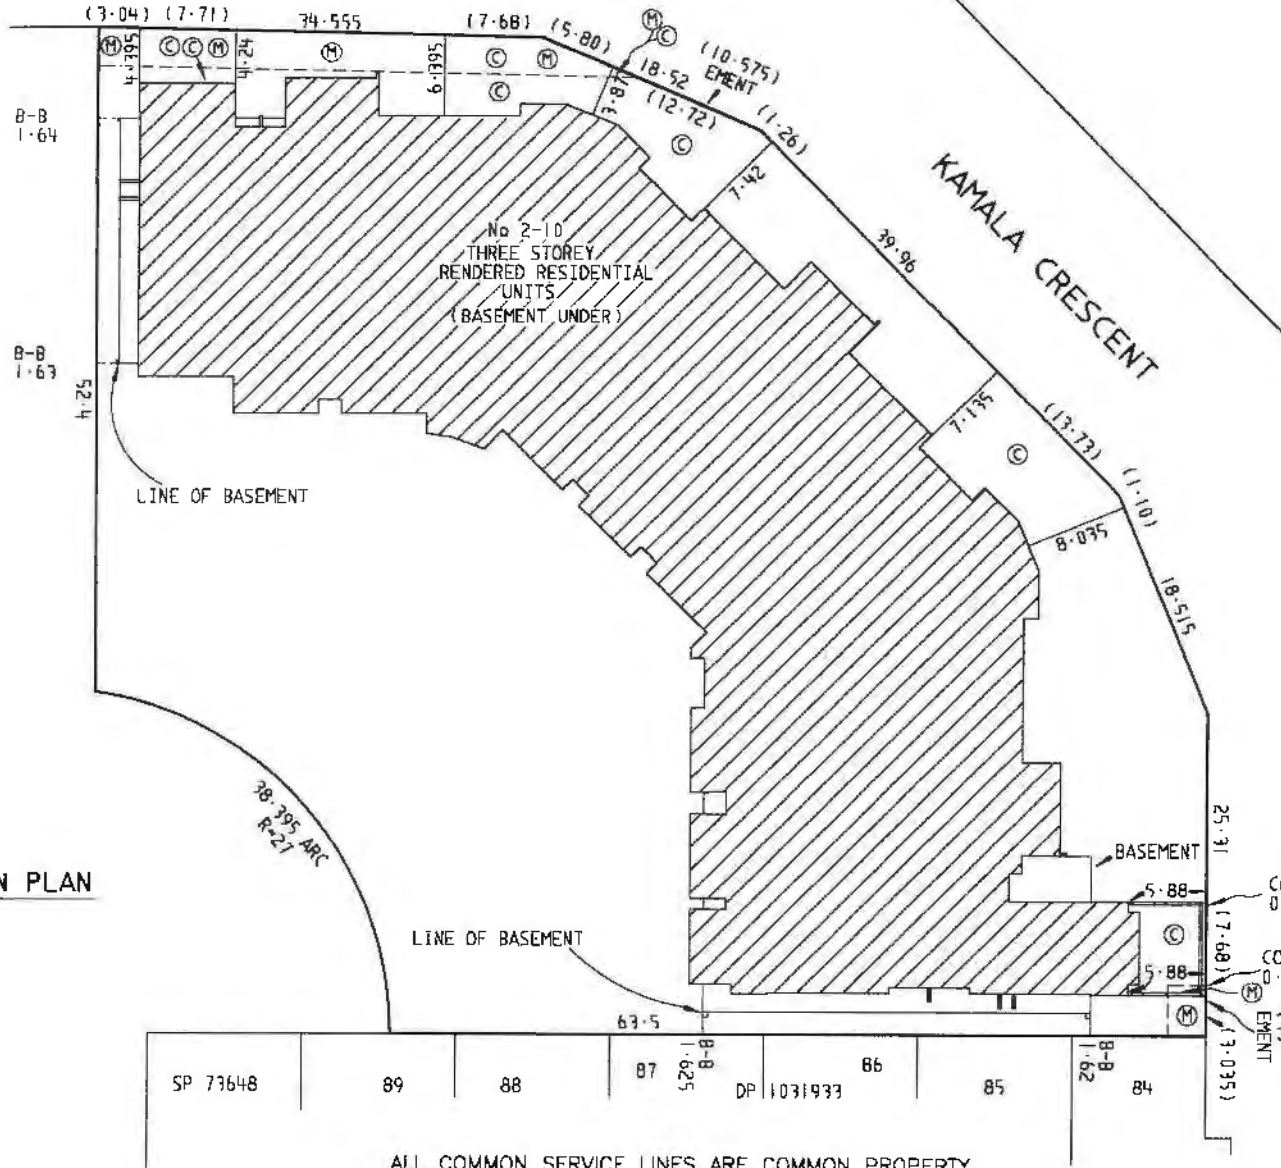 (3·04) (7·71) 34·555 (7·68) (5·80)
M C
(10·575)
EMENT
18·52
(12·72)
(1·26)
M 4·395 C C M 4·24 M 6·1395 C M
C
3·87
C
7·42
B-B
1·64
KAMALA CRESCENT
No 2-10
THREE STOREY
RENDERED RESIDENTIAL
UNITS
(BASEMENT UNDER)
39·96
B-B
1·63
52·4
7·135
(13·73)
C
(1·10)
LINE OF BASEMENT
8·035
18·515
38·395 ARC
R=27
25·31
BASEMENT
N PLAN
5·88
C
(7·68)
LINE OF BASEMENT
CO
0·
5·88
M
EMENT
M
(3·035)
63·5
B-B
1·625
B-B
1·62
SP 73648 89 88 87 DP 1031933 86 85 84
ALL COMMON SERVICE LINES ARE COMMON PROPERTY